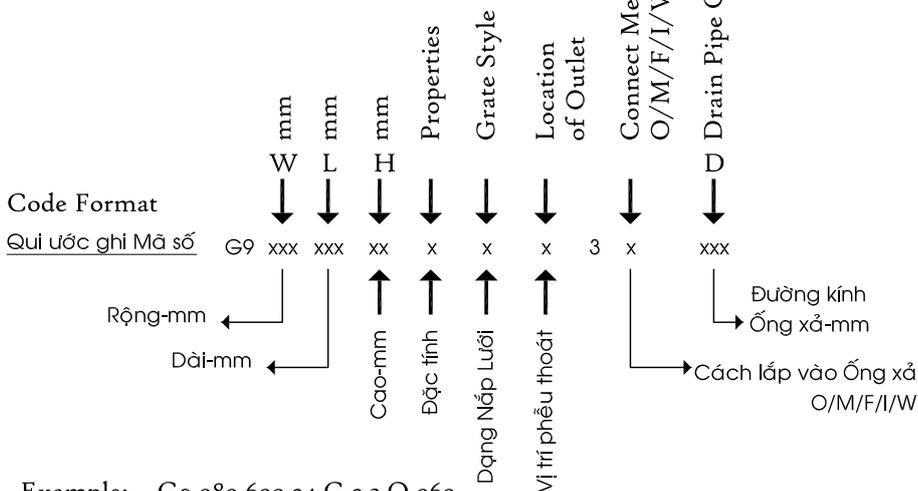 W mm
L mm
H mm
Properties
Grate Style
Location
of Outlet
Connect
O/M/F/I/
D Drain Pipe
Code Format
Qui ước ghi Mã số G9 xxx xxx xx x x x 3 x xxx
Rộng-mm
Dài-mm
Cao-mm
Đặc tính
Dạng Nắp Lưới
Vị trí phễu thoát
Đường kính
Ống xả-mm
Cách lắp vào Ống xả
O/M/F/I/W
Example: